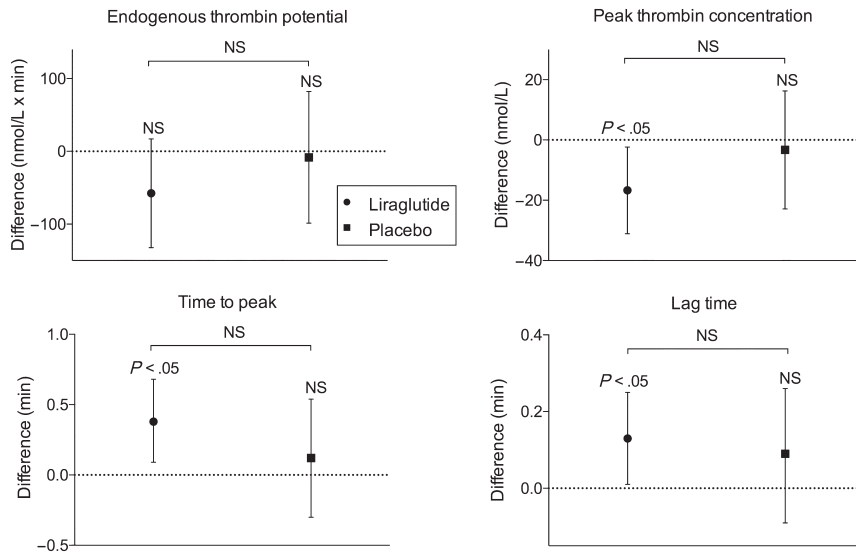 Endogenous thrombin potential
NS
NS
NS
100
0
−100
Difference (nmol/L x min)
Liraglutide
Placebo
Peak thrombin concentration
NS
NS
P < .05
20
0
−20
−40
Difference (nmol/L)
Time to peak
NS
P < .05
NS
1.0
0.5
0.0
−0.5
Difference (min)
Lag time
NS
P < .05
NS
0.4
0.2
0.0
Difference (min)